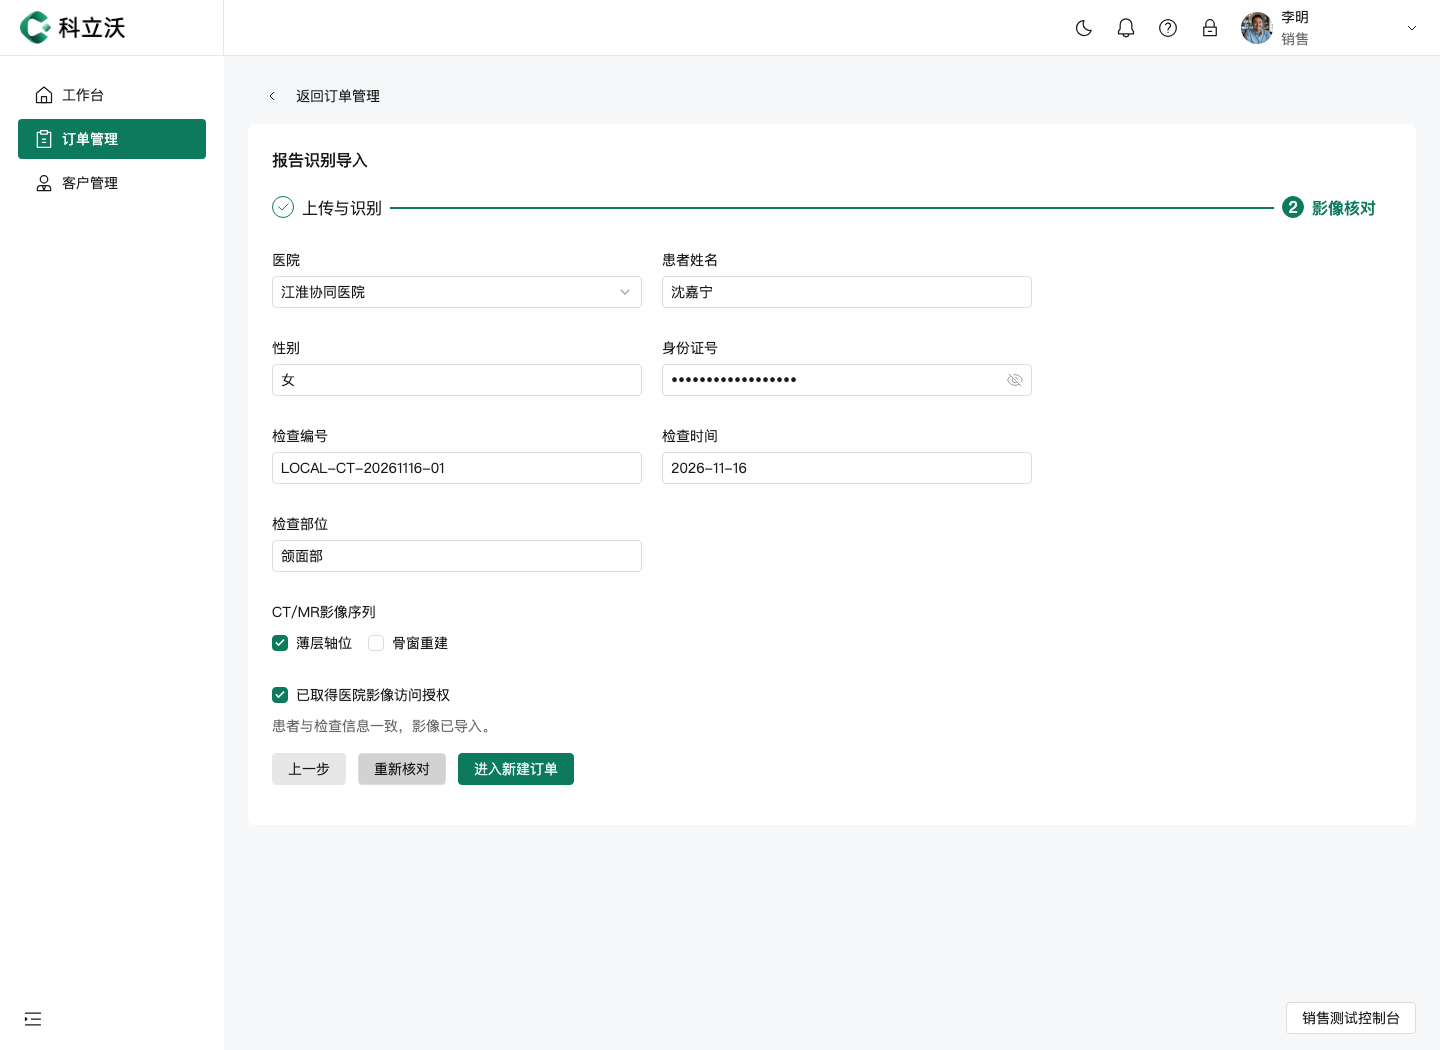 科立沃
李明
销售
工作台
订单管理
客户管理
返回订单管理
报告识别导入
上传与识别
2 影像核对
医院
患者姓名
江淮协同医院
沈嘉宁
性别
身份证号
女
••••••••••••••••••
检查编号
检查时间
LOCAL-CT-20261116-01
2026-11-16
检查部位
颌面部
CT/MR影像序列
薄层轴位 骨窗重建
已取得医院影像访问授权
患者与检查信息一致，影像已导入。
上一步 重新核对 进入新建订单
销售测试控制台